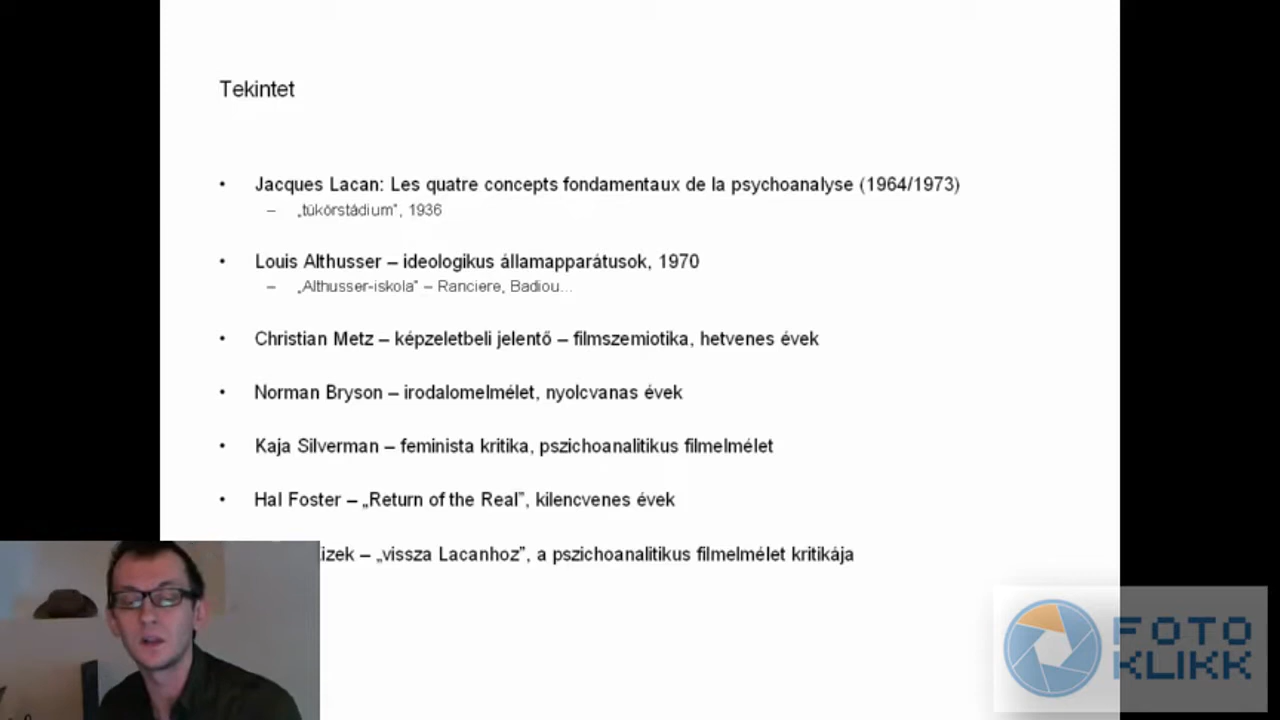 Tekintet
• Jacques Lacan: Les quatre concepts fondamentaux de la psychoanalyse (1964/1973)
– „tükörstádium”, 1936
• Louis Althusser – ideologikus államapparátusok, 1970
– „Althusser-iskola” – Ranciere, Badiou...
• Christian Metz – képzeletbeli jelentő – filmszemiotika, hetvenes évek
• Norman Bryson – irodalomelmélet, nyolcvanas évek
• Kaja Silverman – feminista kritika, pszichoanalitikus filmelmélet
• Hal Foster – „Return of the Real”, kilencvenes évek
– „vissza Lacanhoz”, a pszichoanalitikus filmelmélet kritikája
FOTO
KLIKK